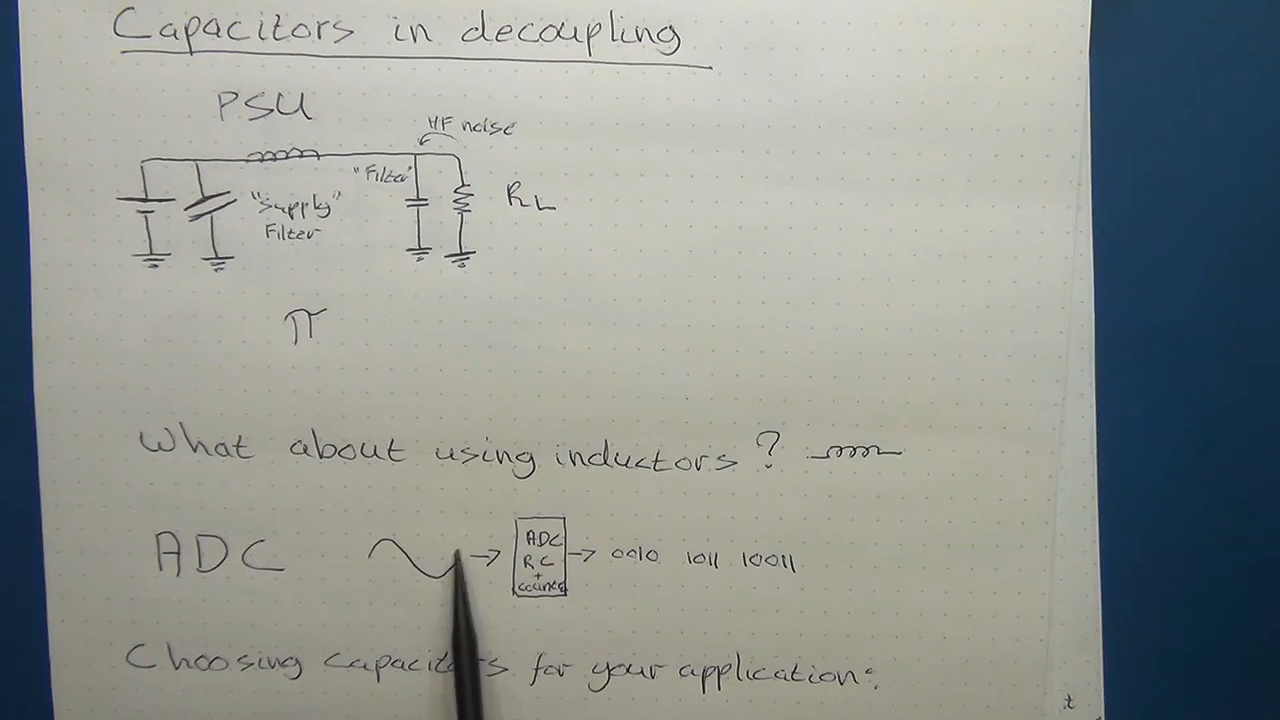 Capacitors in decoupling
PSU
HF noise
"Filter"
"Supply"
Filter
RL
π
What about using inductors?
ADC
ADC
RC
+
0010 1011 10011
Choosing capacitors for your application:
.t